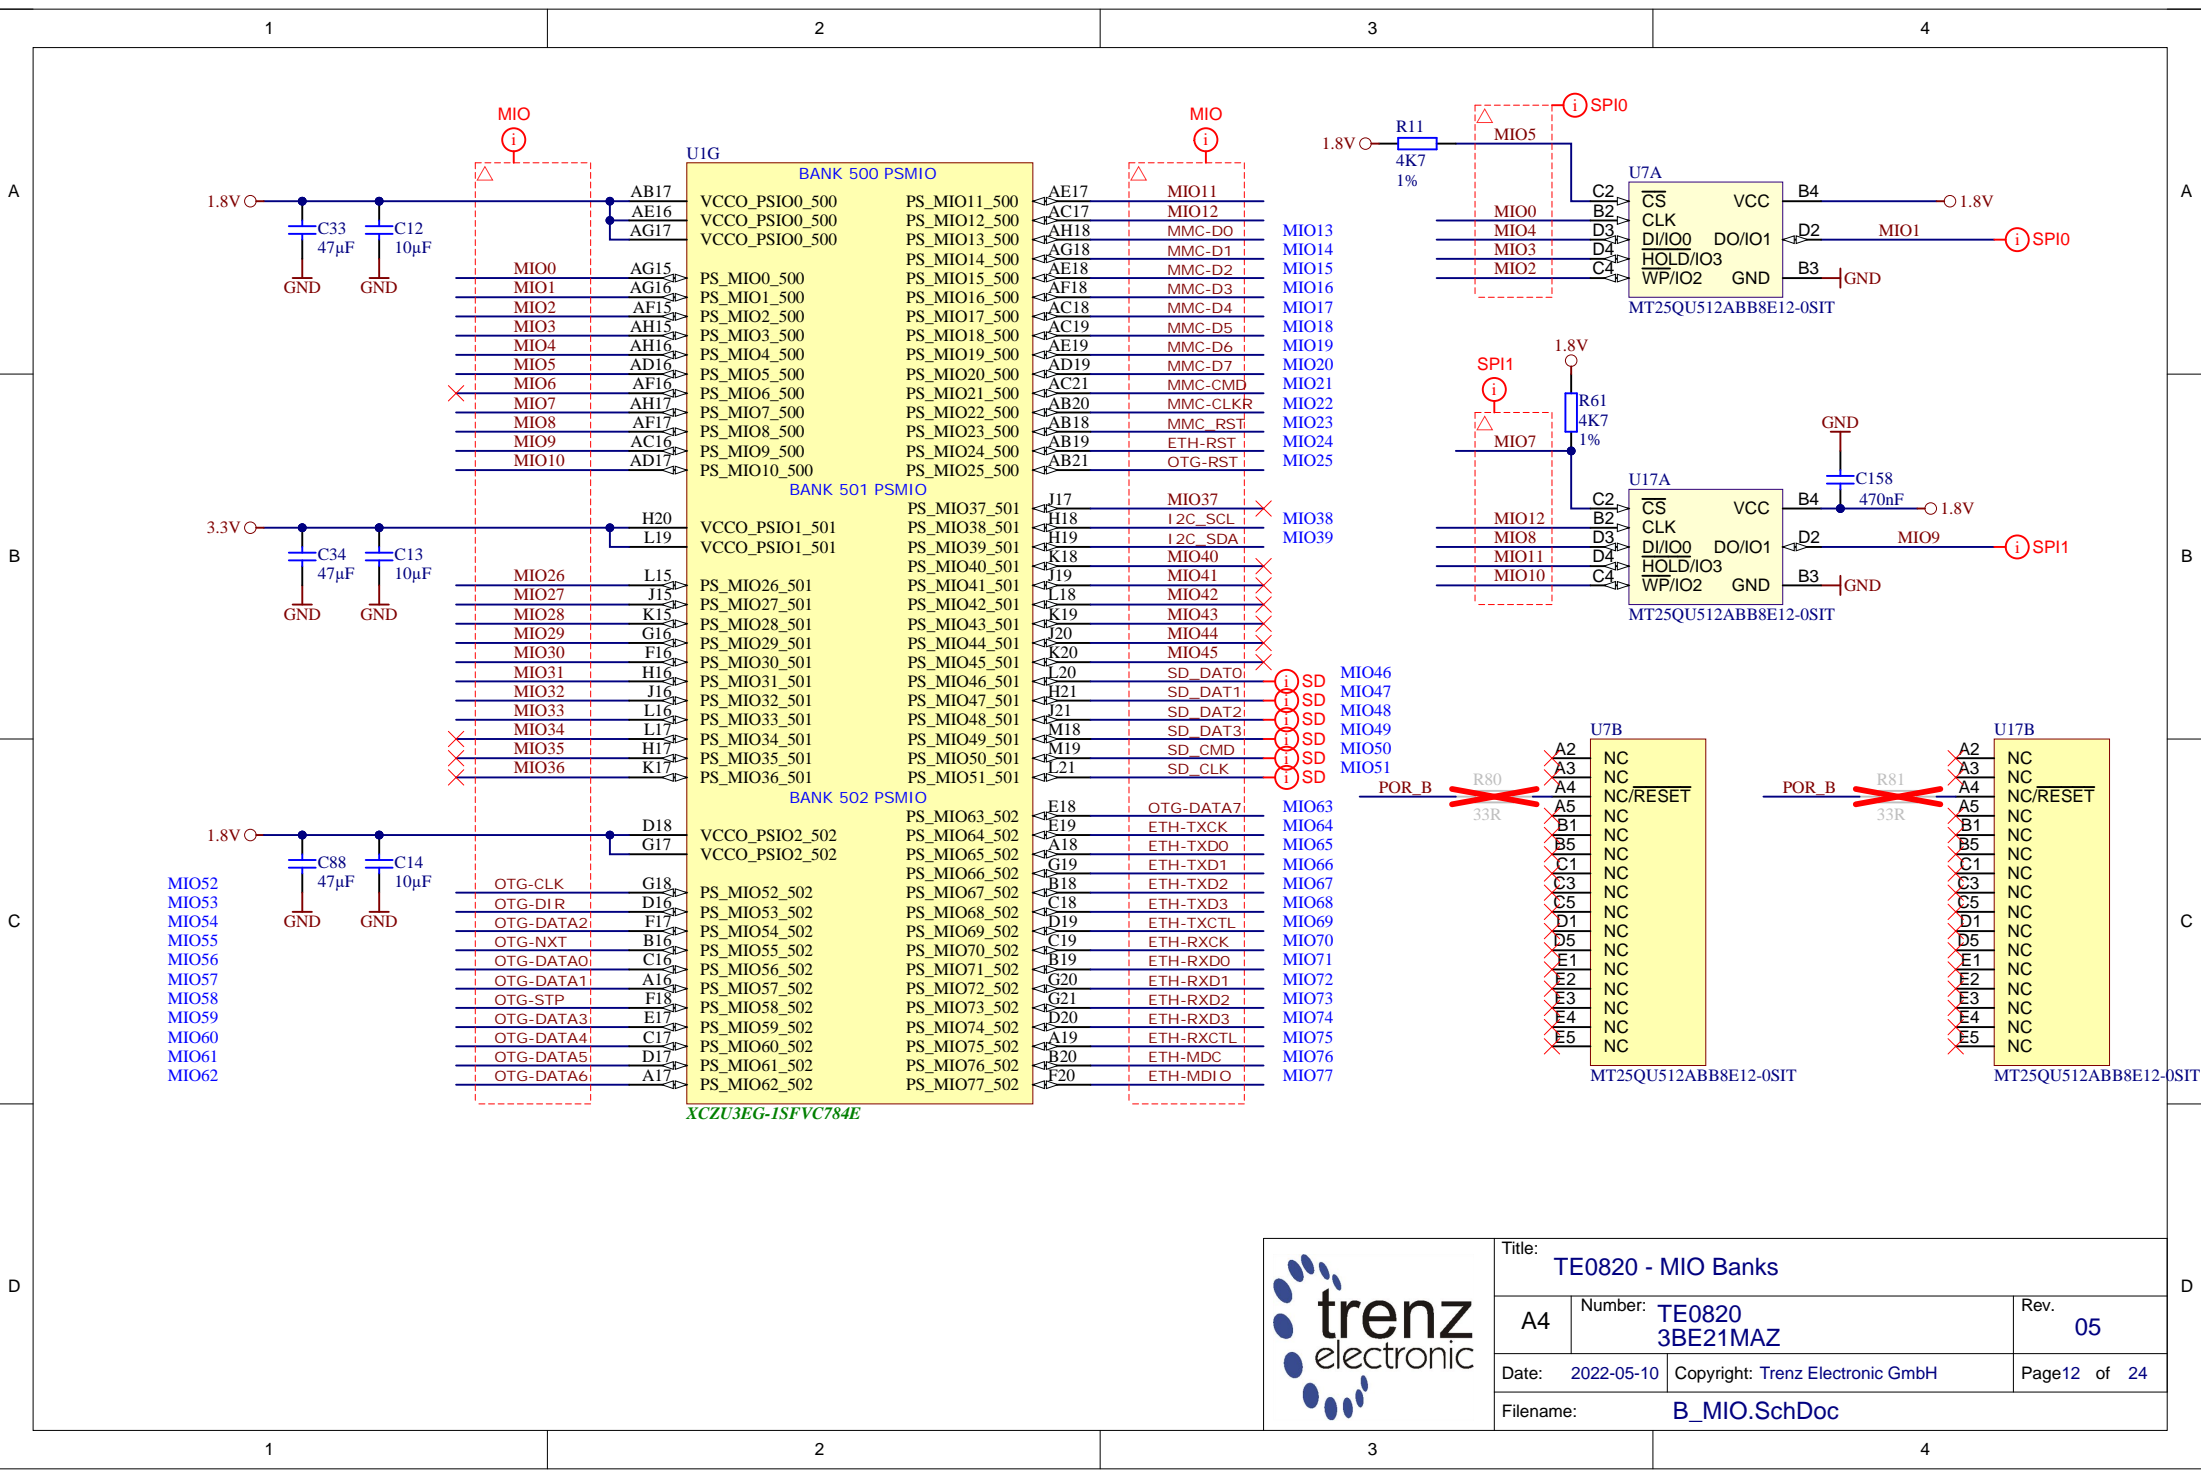 1 2 3 4
A A
B B
C C
D D
MIO
MIO
U1G
BANK 500 PSMIO
1.8V
C33
47µF
GND
C12
10µF
GND
AB17 VCCO_PSIO0_500
AE16 VCCO_PSIO0_500
AG17 VCCO_PSIO0_500
MIO0 AG15 PS_MIO0_500
MIO1 AG16 PS_MIO1_500
MIO2 AF15 PS_MIO2_500
MIO3 AH15 PS_MIO3_500
MIO4 AH16 PS_MIO4_500
MIO5 AD16 PS_MIO5_500
MIO6 AF16 PS_MIO6_500
MIO7 AH17 PS_MIO7_500
MIO8 AF17 PS_MIO8_500
MIO9 AC16 PS_MIO9_500
MIO10 AD17 PS_MIO10_500
PS_MIO11_500 AE17 MIO11
PS_MIO12_500 AC17 MIO12
PS_MIO13_500 AH18 MMC-D0 MIO13
PS_MIO14_500 AG18 MMC-D1 MIO14
PS_MIO15_500 AE18 MMC-D2 MIO15
PS_MIO16_500 AF18 MMC-D3 MIO16
PS_MIO17_500 AC18 MMC-D4 MIO17
PS_MIO18_500 AC19 MMC-D5 MIO18
PS_MIO19_500 AE19 MMC-D6 MIO19
PS_MIO20_500 AD19 MMC-D7 MIO20
PS_MIO21_500 AC21 MMC-CMD MIO21
PS_MIO22_500 AB20 MMC-CLKR MIO22
PS_MIO23_500 AB18 MMC_RST MIO23
PS_MIO24_500 AB19 ETH-RST MIO24
PS_MIO25_500 AB21 OTG-RST MIO25
BANK 501 PSMIO
3.3V
C34
47µF
GND
C13
10µF
GND
H20 VCCO_PSIO1_501
L19 VCCO_PSIO1_501
MIO26 L15 PS_MIO26_501
MIO27 J15 PS_MIO27_501
MIO28 K15 PS_MIO28_501
MIO29 G16 PS_MIO29_501
MIO30 F16 PS_MIO30_501
MIO31 H16 PS_MIO31_501
MIO32 J16 PS_MIO32_501
MIO33 L16 PS_MIO33_501
MIO34 L17 PS_MIO34_501
MIO35 H17 PS_MIO35_501
MIO36 K17 PS_MIO36_501
PS_MIO37_501 J17 MIO37
PS_MIO38_501 H18 I2C_SCL MIO38
PS_MIO39_501 H19 I2C_SDA MIO39
PS_MIO40_501 K18 MIO40
PS_MIO41_501 J19 MIO41
PS_MIO42_501 L18 MIO42
PS_MIO43_501 K19 MIO43
PS_MIO44_501 J20 MIO44
PS_MIO45_501 K20 MIO45
PS_MIO46_501 L20 SD_DAT0 SD MIO46
PS_MIO47_501 H21 SD_DAT1 SD MIO47
PS_MIO48_501 J21 SD_DAT2 SD MIO48
PS_MIO49_501 M18 SD_DAT3 SD MIO49
PS_MIO50_501 M19 SD_CMD SD MIO50
PS_MIO51_501 L21 SD_CLK SD MIO51
BANK 502 PSMIO
1.8V
C88
47µF
GND
C14
10µF
GND
D18 VCCO_PSIO2_502
G17 VCCO_PSIO2_502
MIO52 OTG-CLK G18 PS_MIO52_502
MIO53 OTG-DIR D16 PS_MIO53_502
MIO54 OTG-DATA2 F17 PS_MIO54_502
MIO55 OTG-NXT B16 PS_MIO55_502
MIO56 OTG-DATA0 C16 PS_MIO56_502
MIO57 OTG-DATA1 A16 PS_MIO57_502
MIO58 OTG-STP F18 PS_MIO58_502
MIO59 OTG-DATA3 E17 PS_MIO59_502
MIO60 OTG-DATA4 C17 PS_MIO60_502
MIO61 OTG-DATA5 D17 PS_MIO61_502
MIO62 OTG-DATA6 A17 PS_MIO62_502
PS_MIO63_502 E18 OTG-DATA7 MIO63
PS_MIO64_502 E19 ETH-TXCK MIO64
PS_MIO65_502 A18 ETH-TXD0 MIO65
PS_MIO66_502 G19 ETH-TXD1 MIO66
PS_MIO67_502 B18 ETH-TXD2 MIO67
PS_MIO68_502 C18 ETH-TXD3 MIO68
PS_MIO69_502 D19 ETH-TXCTL MIO69
PS_MIO70_502 C19 ETH-RXCK MIO70
PS_MIO71_502 B19 ETH-RXD0 MIO71
PS_MIO72_502 G20 ETH-RXD1 MIO72
PS_MIO73_502 G21 ETH-RXD2 MIO73
PS_MIO74_502 D20 ETH-RXD3 MIO74
PS_MIO75_502 A19 ETH-RXCTL MIO75
PS_MIO76_502 B20 ETH-MDC MIO76
PS_MIO77_502 F20 ETH-MDIO MIO77
XCZU3EG-1SFVC784E
SPI0
1.8V R11 MIO5
4K7
1%
U7A
C2 CS VCC B4 1.8V
MIO0 B2 CLK
MIO4 D3 DI/IO0 DO/IO1 D2 MIO1 SPI0
MIO3 D4 HOLD/IO3
MIO2 C4 WP/IO2 GND B3 GND
MT25QU512ABB8E12-0SIT
SPI1
1.8V
R61
4K7
1%
MIO7
GND
C158
470nF
U17A
C2 CS VCC B4 1.8V
MIO12 B2 CLK
MIO8 D3 DI/IO0 DO/IO1 D2 MIO9 SPI1
MIO11 D4 HOLD/IO3
MIO10 C4 WP/IO2 GND B3 GND
MT25QU512ABB8E12-0SIT
U7B
A2 NC
A3 NC
POR_B R80 33R A4 NC/RESET
A5 NC
B1 NC
B5 NC
C1 NC
C3 NC
C5 NC
D1 NC
D5 NC
E1 NC
E2 NC
E3 NC
E4 NC
E5 NC
MT25QU512ABB8E12-0SIT
U17B
A2 NC
A3 NC
POR_B R81 33R A4 NC/RESET
A5 NC
B1 NC
B5 NC
C1 NC
C3 NC
C5 NC
D1 NC
D5 NC
E1 NC
E2 NC
E3 NC
E4 NC
E5 NC
MT25QU512ABB8E12-0SIT
trenz
electronic
Title:
TE0820 - MIO Banks
A4 Number: TE0820
3BE21MAZ
Rev.
05
Date: 2022-05-10 Copyright: Trenz Electronic GmbH Page12 of 24
Filename: B_MIO.SchDoc
1 2 3 4